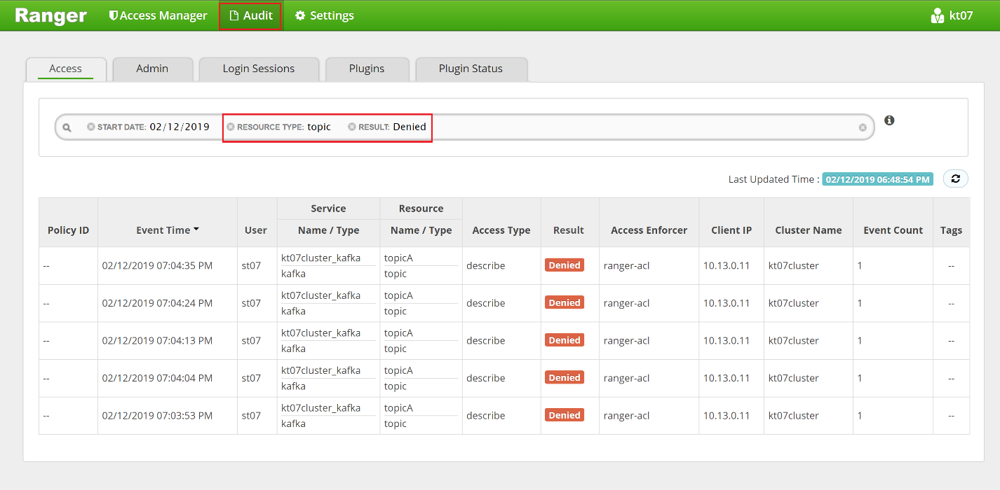 Ranger Access Manager Audit Settings kt07
Access Admin Login Sessions Plugins Plugin Status
START DATE: 02/12/2019 RESOURCE TYPE: topic RESULT: Denied
Last Updated Time : 02/12/2019 06:48:54 PM
Service Resource
Policy ID Event Time User Name / Type Name / Type Access Type Result Access Enforcer Client IP Cluster Name Event Count Tags
kt07cluster_kafka topicA
-- 02/12/2019 07:04:35 PM st07 describe Denied ranger-acl 10.13.0.11 kt07cluster 1 --
kafka topic
kt07cluster_kafka topicA
-- 02/12/2019 07:04:24 PM st07 describe Denied ranger-acl 10.13.0.11 kt07cluster 1 --
kafka topic
kt07cluster_kafka topicA
-- 02/12/2019 07:04:13 PM st07 describe Denied ranger-acl 10.13.0.11 kt07cluster 1 --
kafka topic
kt07cluster_kafka topicA
-- 02/12/2019 07:04:04 PM st07 describe Denied ranger-acl 10.13.0.11 kt07cluster 1 --
kafka topic
kt07cluster_kafka topicA
-- 02/12/2019 07:03:53 PM st07 describe Denied ranger-acl 10.13.0.11 kt07cluster 1 --
kafka topic